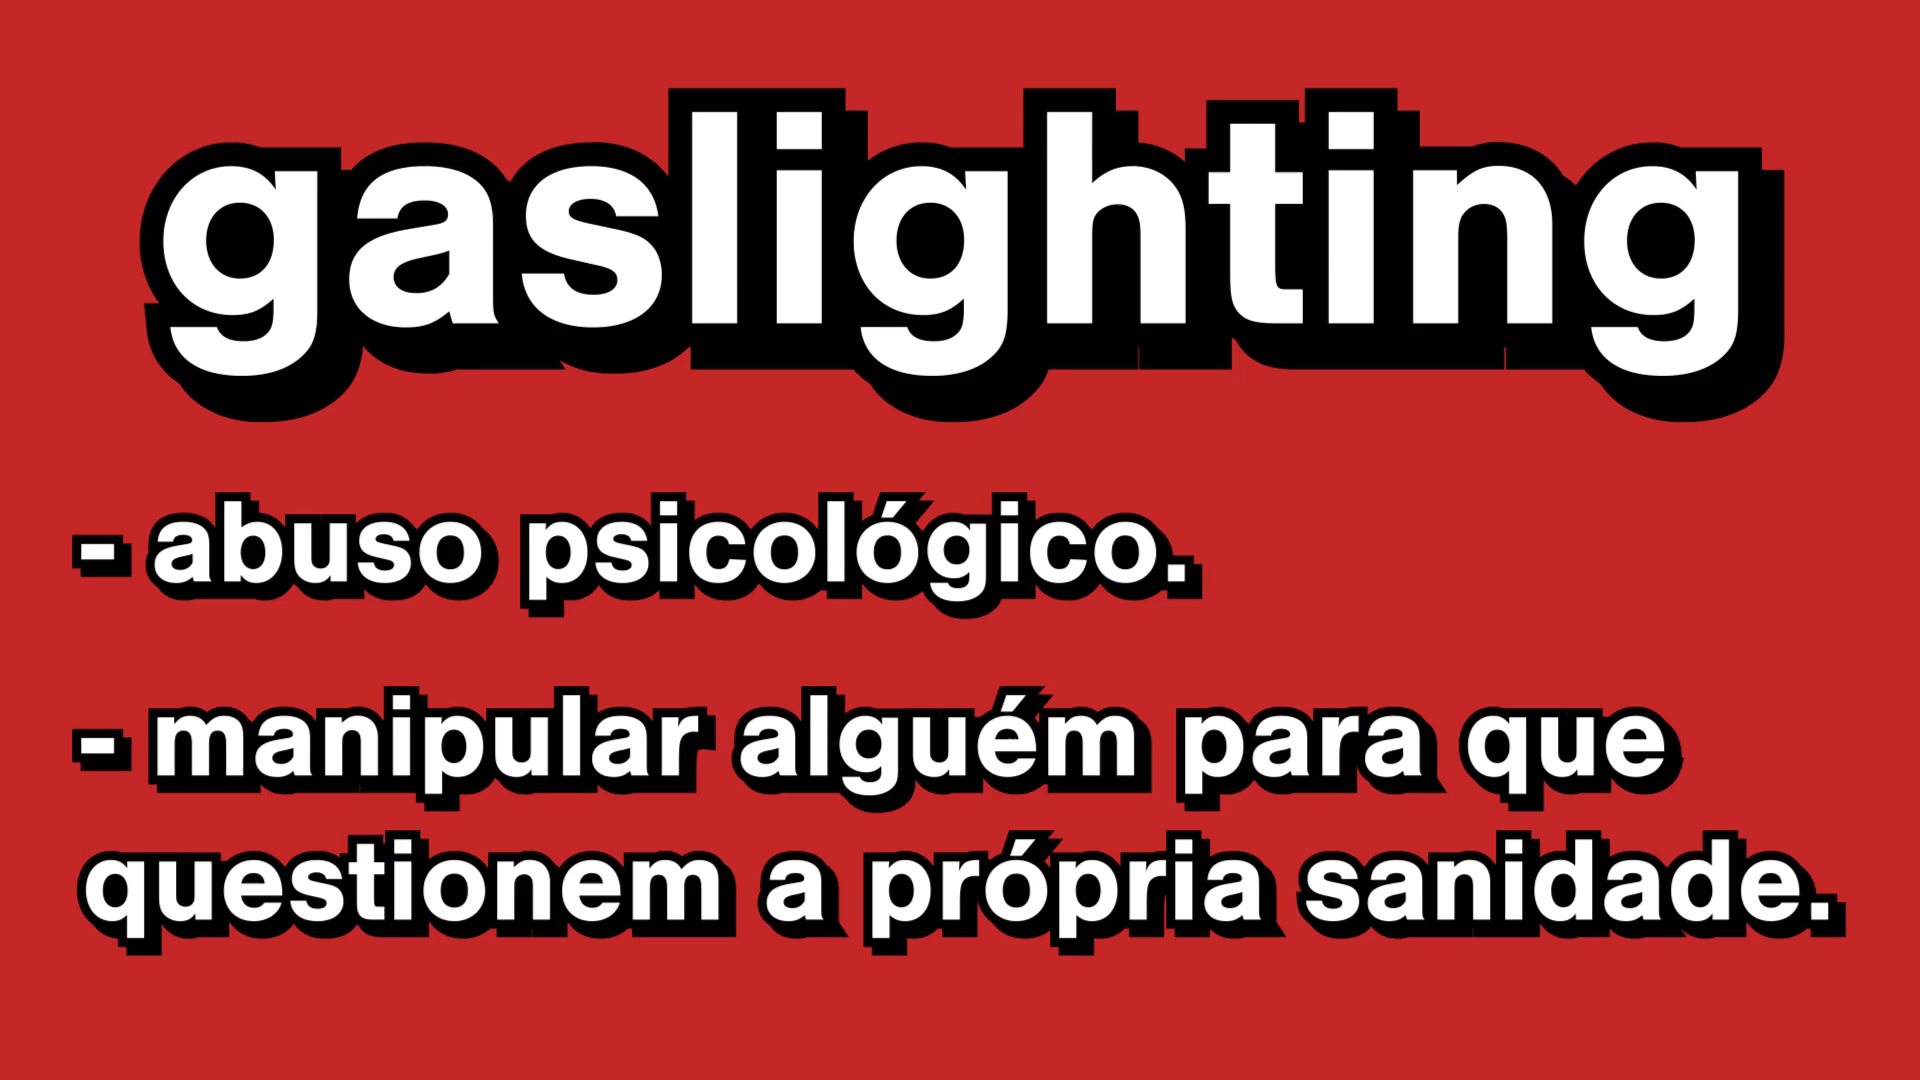 gaslighting
- abuso psicológico.
- manipular alguém para que
questionem a própria sanidade.